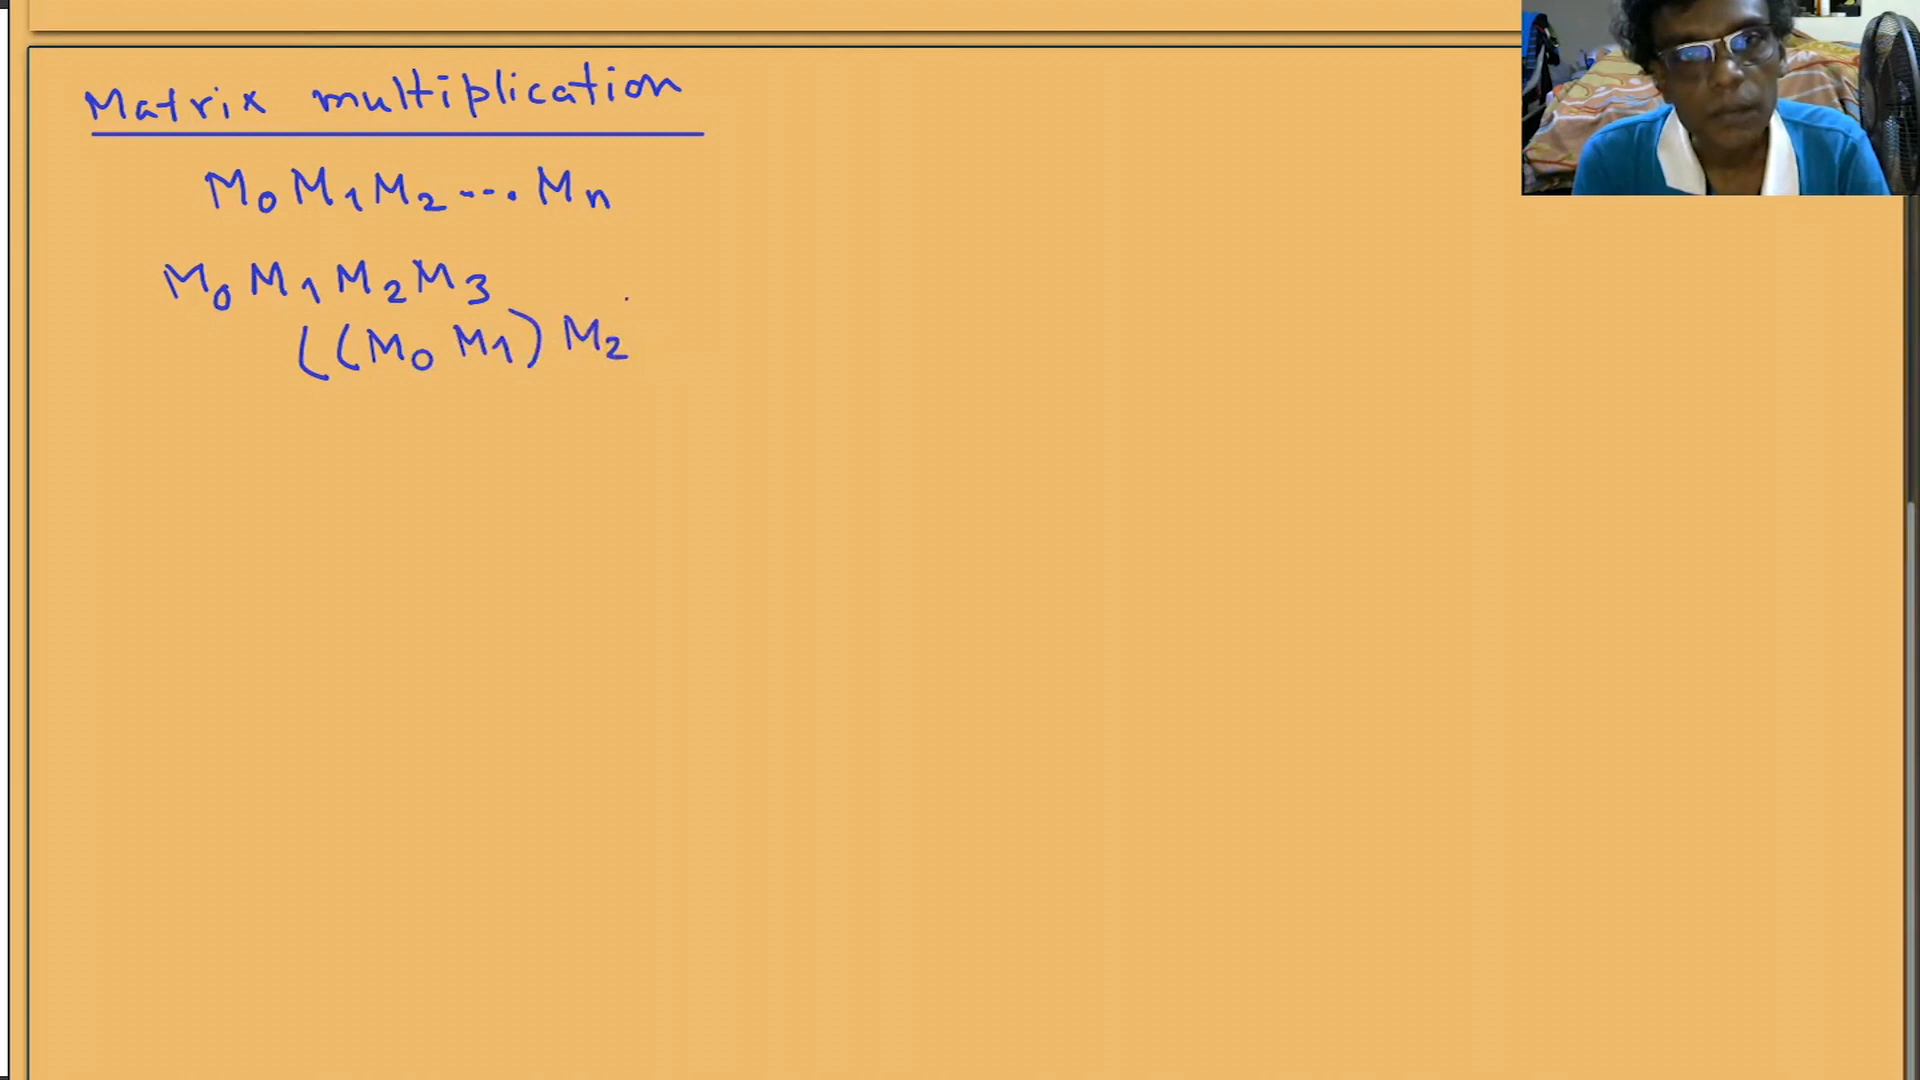 Matrix multiplication
M₀ M₁ M₂ .... Mₙ
M₀ M₁ M₂ M₃
((M₀ M₁) M₂